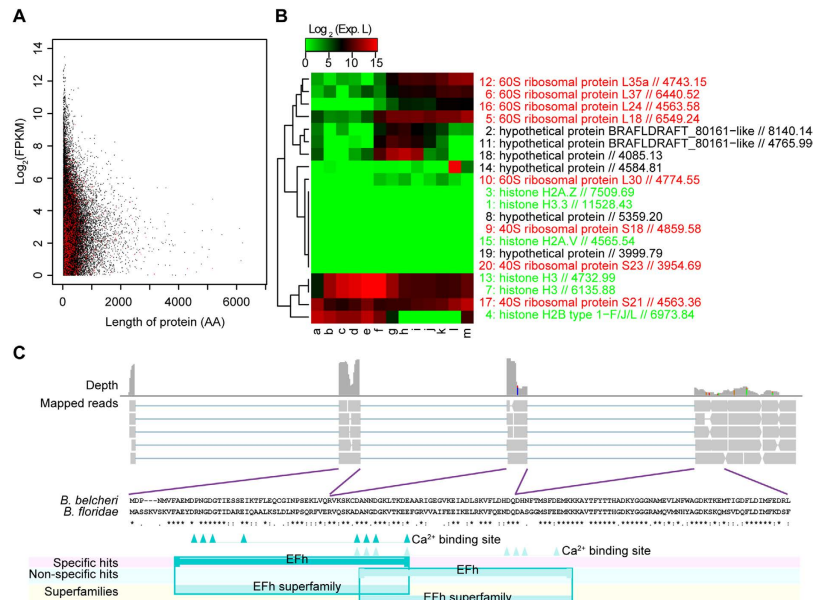 A
B
Log2(FPKM)
14
12
10
8
6
4
2
0
0 2000 4000 6000
Length of protein (AA)
Log2 (Exp. L)
0 5 10 15
12: 60S ribosomal protein L35a // 4743.15
6: 60S ribosomal protein L37 // 6440.52
16: 60S ribosomal protein L24 // 4563.58
5: 60S ribosomal protein L18 // 6549.24
2: hypothetical protein BRAFLDRAFT_80161−like // 8140.14
11: hypothetical protein BRAFLDRAFT_80161−like // 4765.99
18: hypothetical protein // 4085.13
14: hypothetical protein // 4584.81
10: 60S ribosomal protein L30 // 4774.55
3: histone H2A.Z // 7509.69
1: histone H3.3 // 11528.43
8: hypothetical protein // 5359.20
9: 40S ribosomal protein S18 // 4859.58
15: histone H2A.V // 4565.54
19: hypothetical protein // 3999.79
20: 40S ribosomal protein S23 // 3954.69
13: histone H3 // 4732.99
7: histone H3 // 6135.88
17: 40S ribosomal protein S21 // 4563.36
4: histone H2B type 1−F/J/L // 6973.84
a b c d e f g h i j k l m
C
Depth
Mapped reads
B. belcheri MDP---NMVFAEMDPNGDGTIESSEIKTFLEQCGINPSEKLVQRVKSKCDANNDGKLTKDEAARIGEGVKEIADLSKVFLHNDQDHNFTMSFDEMKKKAYTFYTTHADKYGGGNAMEVLNFWAGDKTKEMTIGDFLDIMFKDRL
B. floridae
Ca2+ binding site
Ca2+ binding site
Specific hits EFh
Non-specific hits EFh
Superfamilies EFh superfamily
EFh superfamily